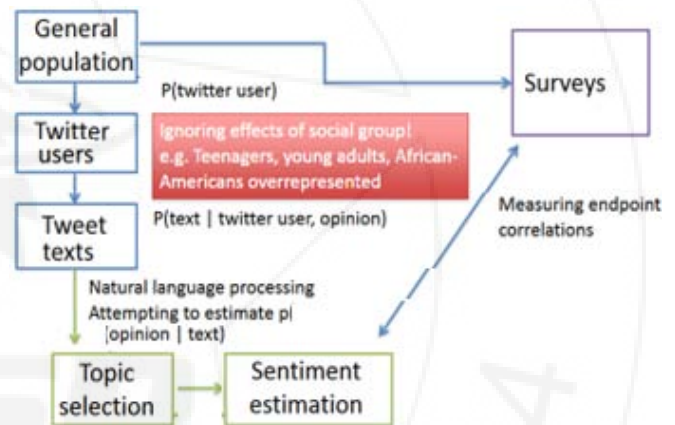 General
population
P(twitter user)
Surveys
Twitter
users
Ignoring effects of social group!
e.g. Teenagers, young adults, African-
Americans overrepresented
P(text | twitter user, opinion)
Tweet
texts
Measuring endpoint
correlations
Natural language processing
Attempting to estimate p(
(opinion | text)
Topic
selection
Sentiment
estimation